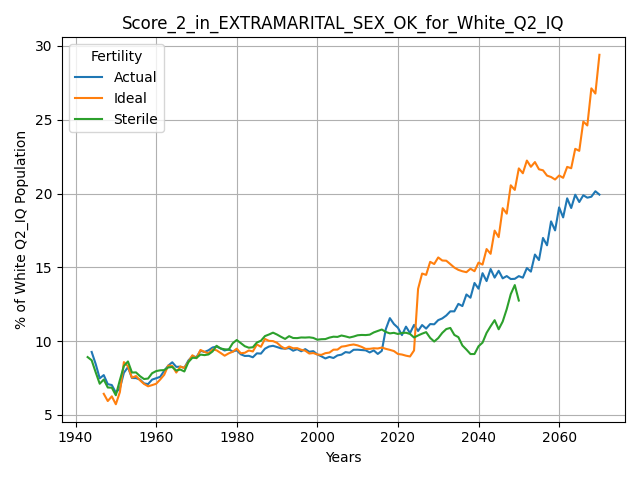 Score_2_in_EXTRAMARITAL_SEX_OK_for_White_Q2_IQ
Fertility
Actual
Ideal
Sterile
% of White Q2_IQ Population
30
25
20
15
10
5
1940 1960 1980 2000 2020 2040 2060
Years